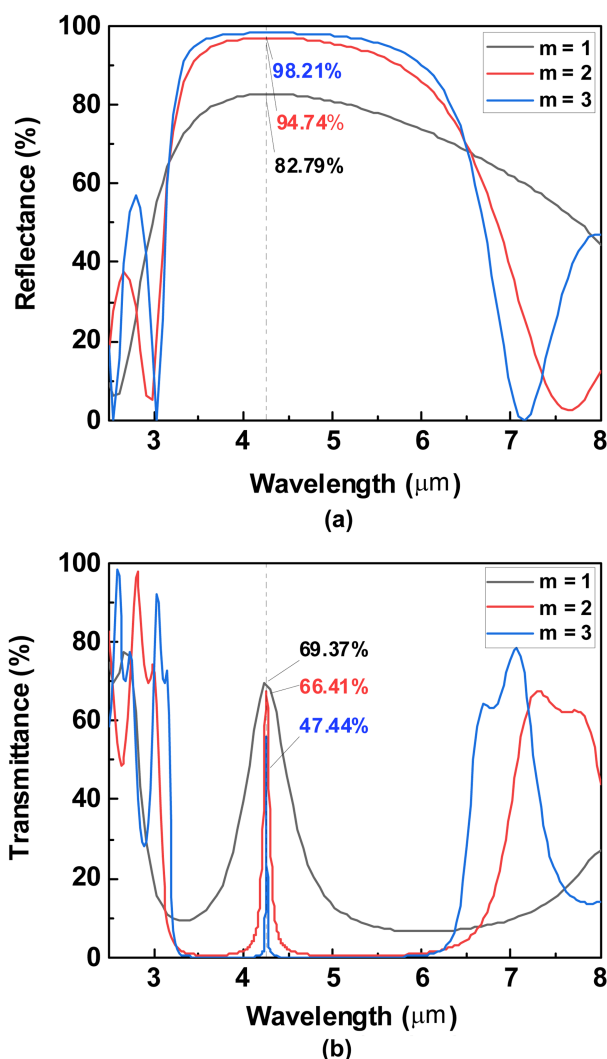 100
80
60
40
20
0
Reflectance (%)
m = 1
m = 2
m = 3
98.21%
94.74%
82.79%
3 4 5 6 7 8
Wavelength (μm)
(a)
100
80
60
40
20
0
Transmittance (%)
m = 1
m = 2
m = 3
69.37%
66.41%
47.44%
3 4 5 6 7 8
Wavelength (μm)
(b)